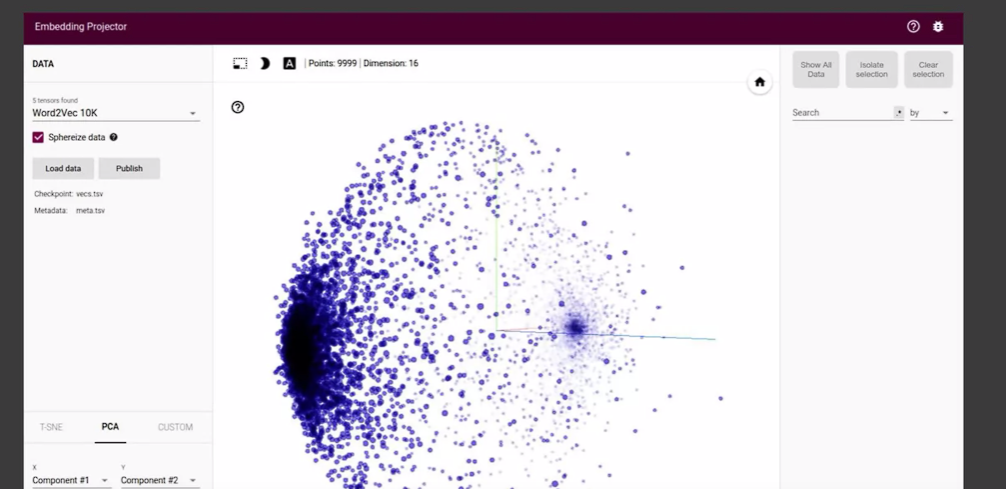 Embedding Projector
DATA
5 tensors found
Word2Vec 10K
Sphereize data
Load data
Publish
Checkpoint: vecs.tsv
Metadata: meta.tsv
T-SNE
PCA
CUSTOM
X
Component #1
Y
Component #2
A
Points: 9999 | Dimension: 16
Show All
Data
Isolate
selection
Clear
selection
Search
.*
by